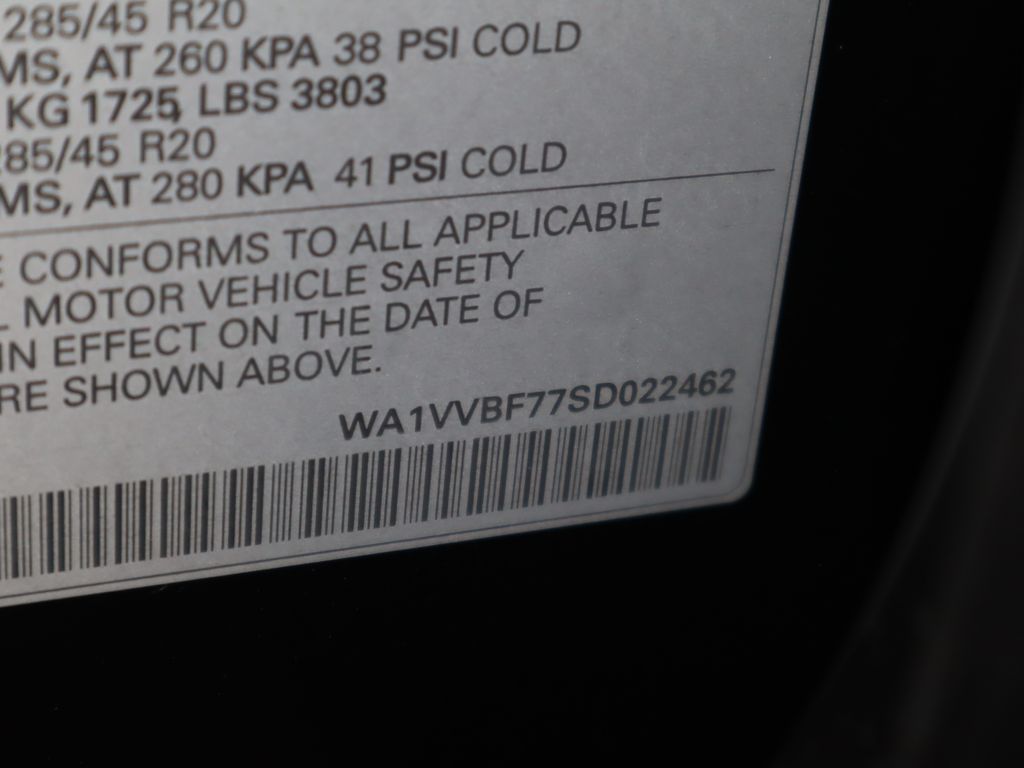 285/45 R20
MS, AT 260 KPA 38 PSI COLD
KG 1725, LBS 3803
285/45 R20
MS, AT 280 KPA 41 PSI COLD
E CONFORMS TO ALL APPLICABLE
L MOTOR VEHICLE SAFETY
IN EFFECT ON THE DATE OF
RE SHOWN ABOVE.
WA1VVBF77SD022462